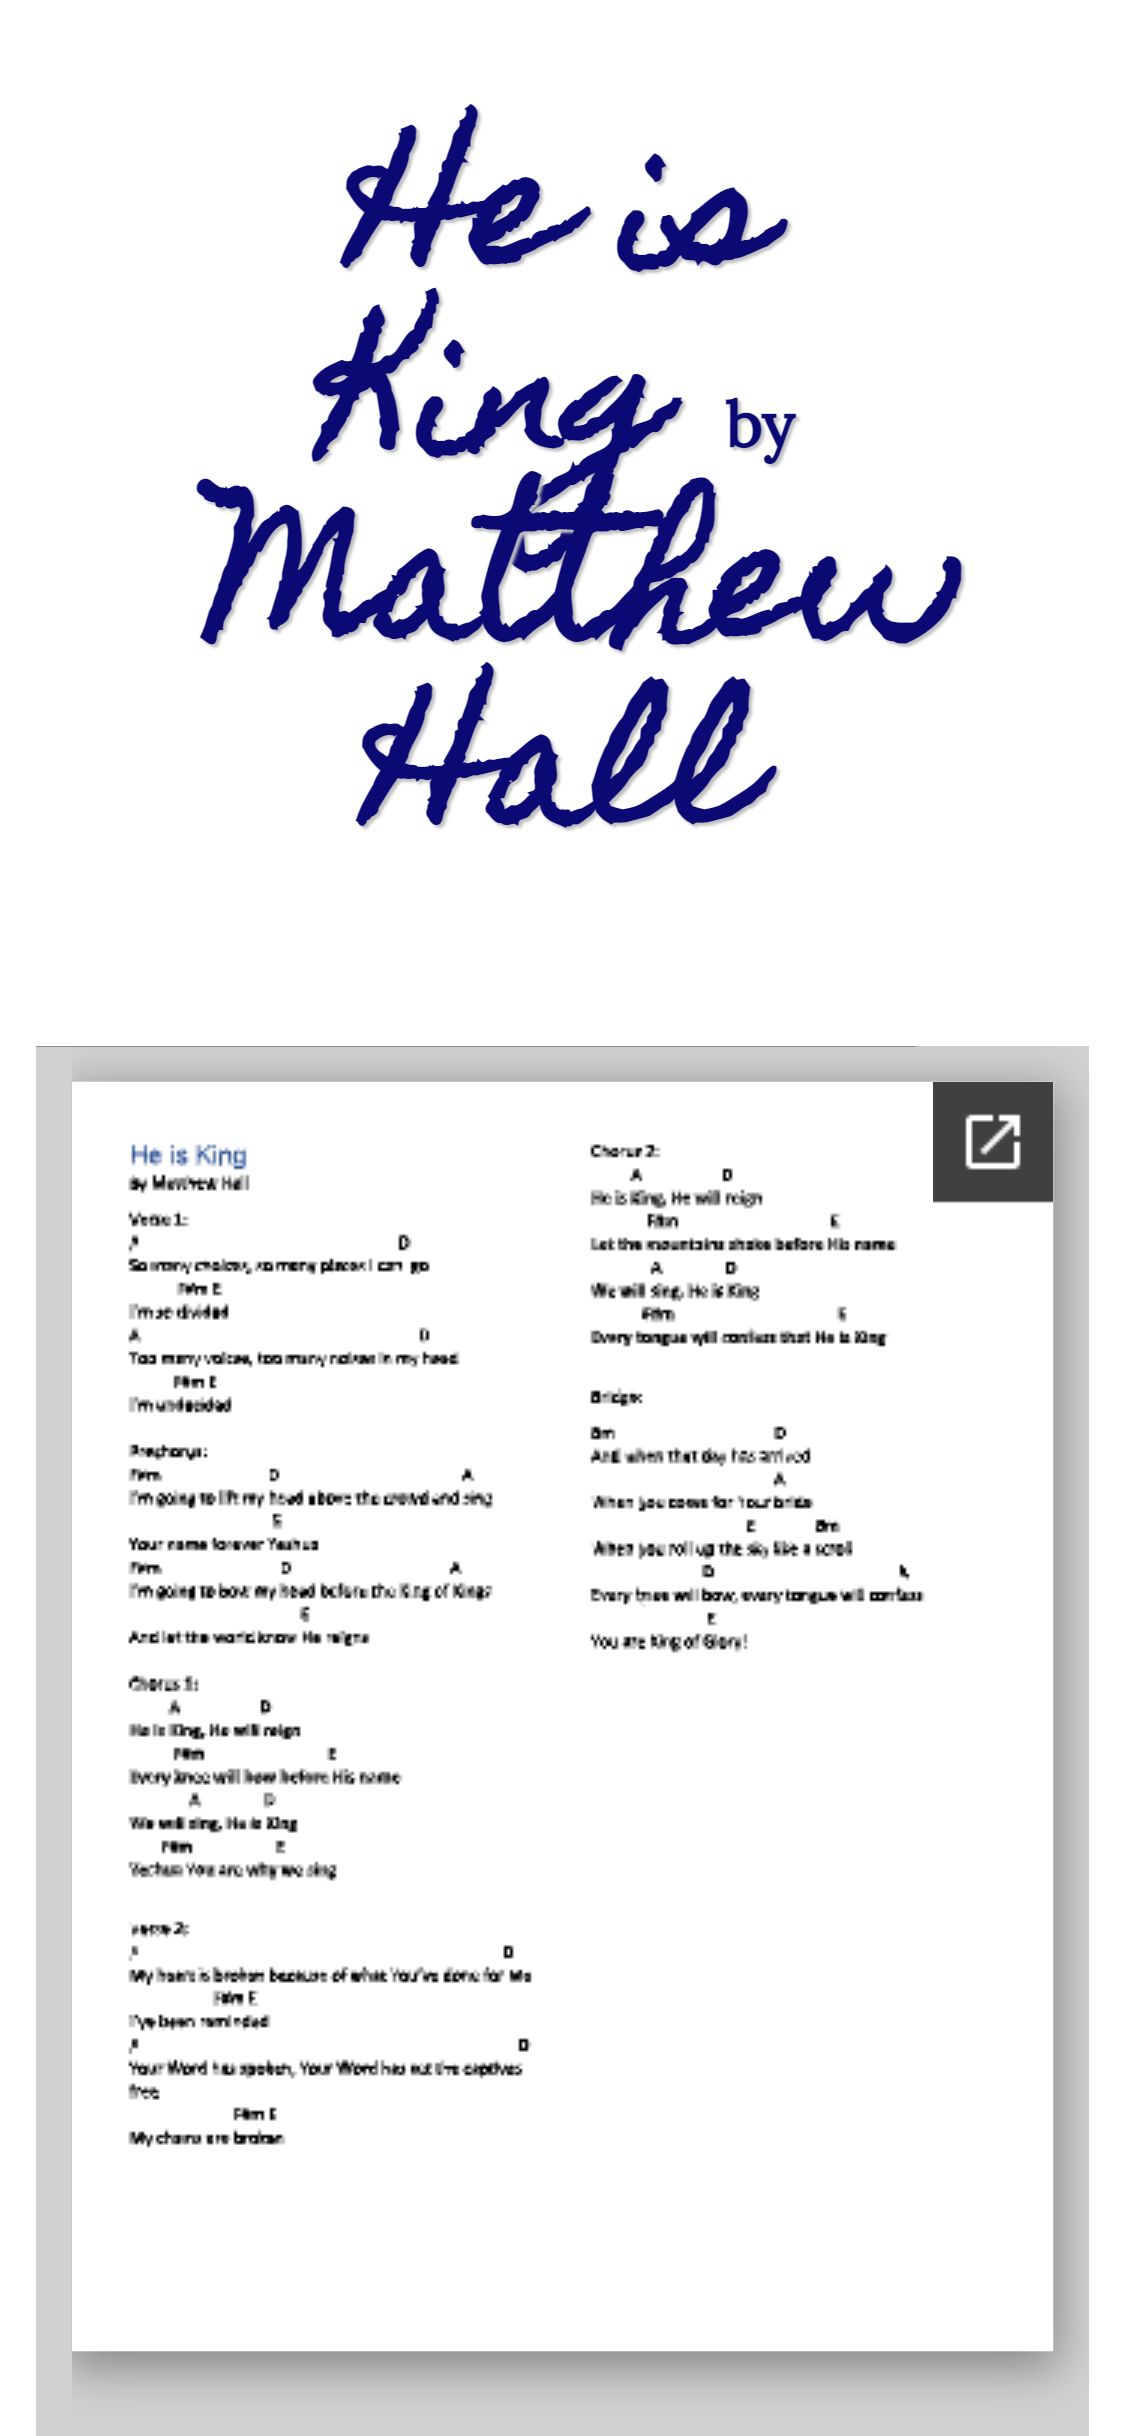 He is
King by
Matthew
Hall
He is King
By Matthew Hall
Verse 1:
A D
So many choices, so many places I can go
F#m E
I'm so divided
A D
Too many voices, too many noises in my head
F#m E
I'm undecided
Prechorus:
F#m D A
I'm going to lift my head above the crowd and sing
E
Your name forever Yeshua
F#m D A
I'm going to bow my head before the King of Kings
E
And let the world know He reigns
Chorus 1:
A D
He is King, He will reign
F#m E
Every knee will bow before His name
A D
We will sing, He is King
F#m E
Yeshua You are why we sing
Verse 2:
A D
My heart is broken because of what You've done for Me
F#m E
I've been reminded
A D
Your Word has spoken, Your Word has set the captives
free
F#m E
My chains are broken
Chorus 2:
A D
He is King, He will reign
F#m E
Let the mountains shake before His name
A D
We will sing, He is King
F#m E
Every tongue will confess that He is King
Bridge:
Bm D
And when that day has arrived
A
When you come for Your bride
E Bm
When you roll up the sky like a scroll
D A
Every knee will bow, every tongue will confess
E
You are King of Glory!